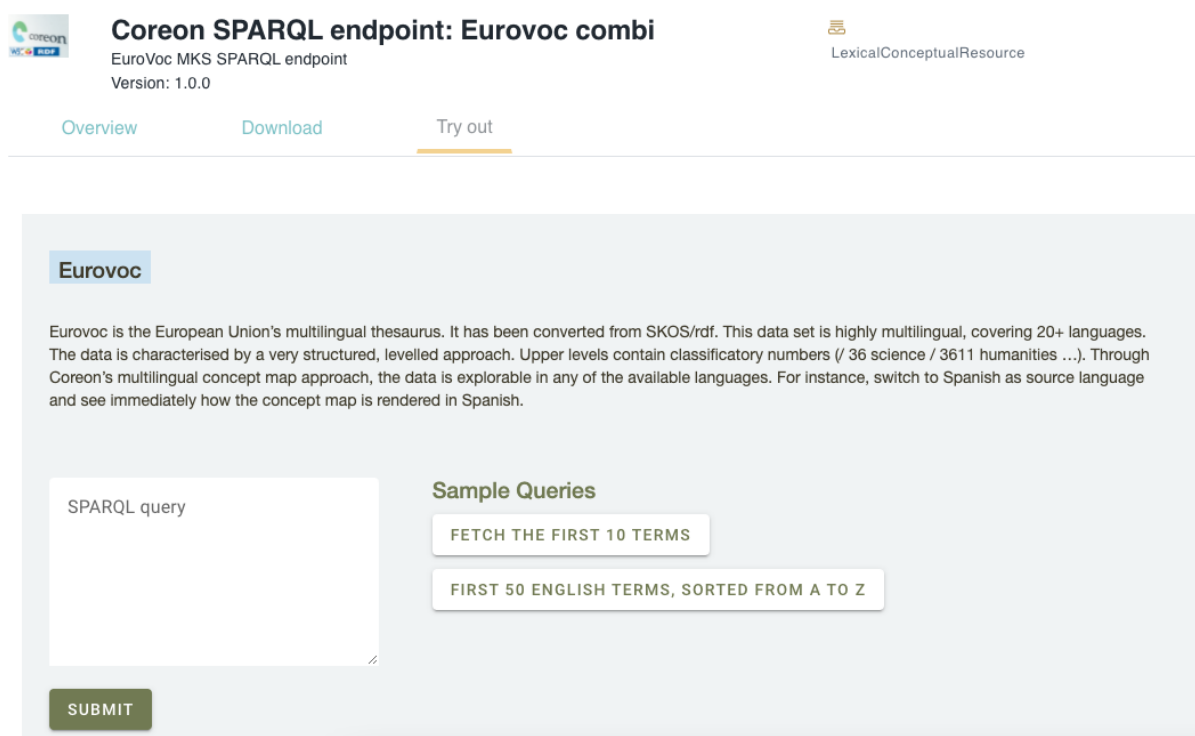 coreon
W3C RDF
Coreon SPARQL endpoint: Eurovoc combi
EuroVoc MKS SPARQL endpoint
Version: 1.0.0
LexicalConceptualResource
Overview
Download
Try out
Eurovoc
Eurovoc is the European Union’s multilingual thesaurus. It has been converted from SKOS/rdf. This data set is highly multilingual, covering 20+ languages.
The data is characterised by a very structured, levelled approach. Upper levels contain classificatory numbers (/ 36 science / 3611 humanities …). Through
Coreon’s multilingual concept map approach, the data is explorable in any of the available languages. For instance, switch to Spanish as source language
and see immediately how the concept map is rendered in Spanish.
SPARQL query
Sample Queries
FETCH THE FIRST 10 TERMS
FIRST 50 ENGLISH TERMS, SORTED FROM A TO Z
SUBMIT